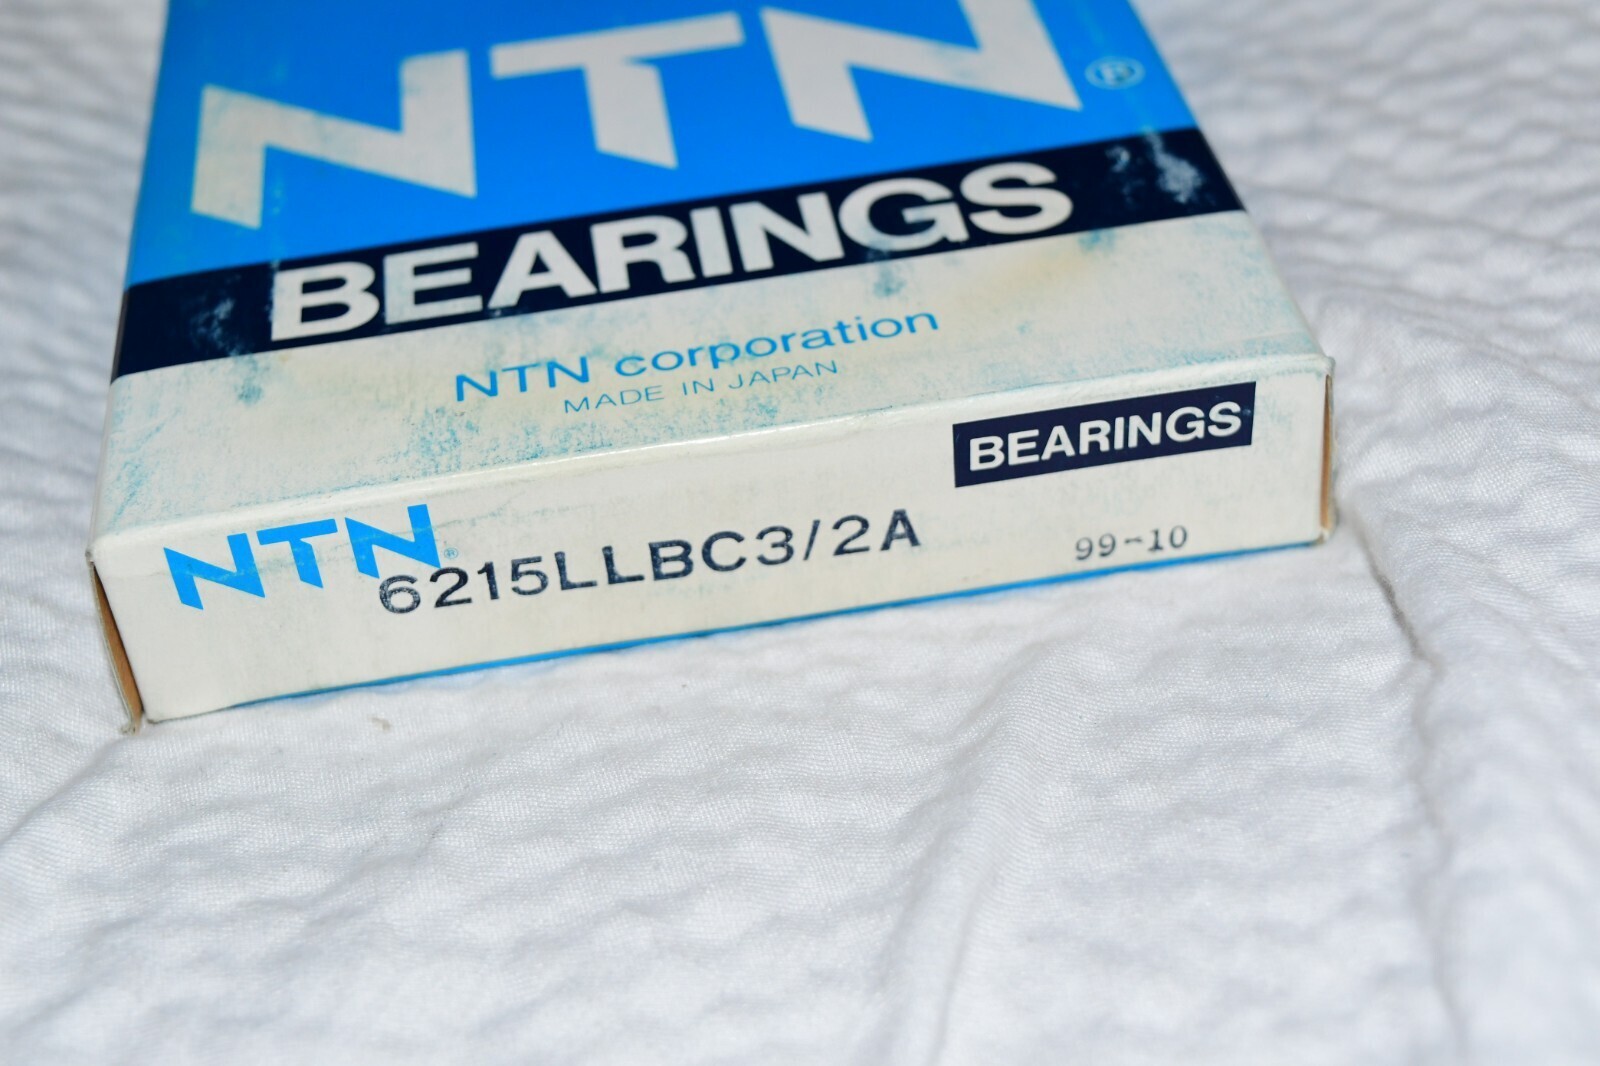 NTN®
BEARINGS
NTN corporation
MADE IN JAPAN
BEARINGS
NTN®
6215LLBC3/2A
99-10